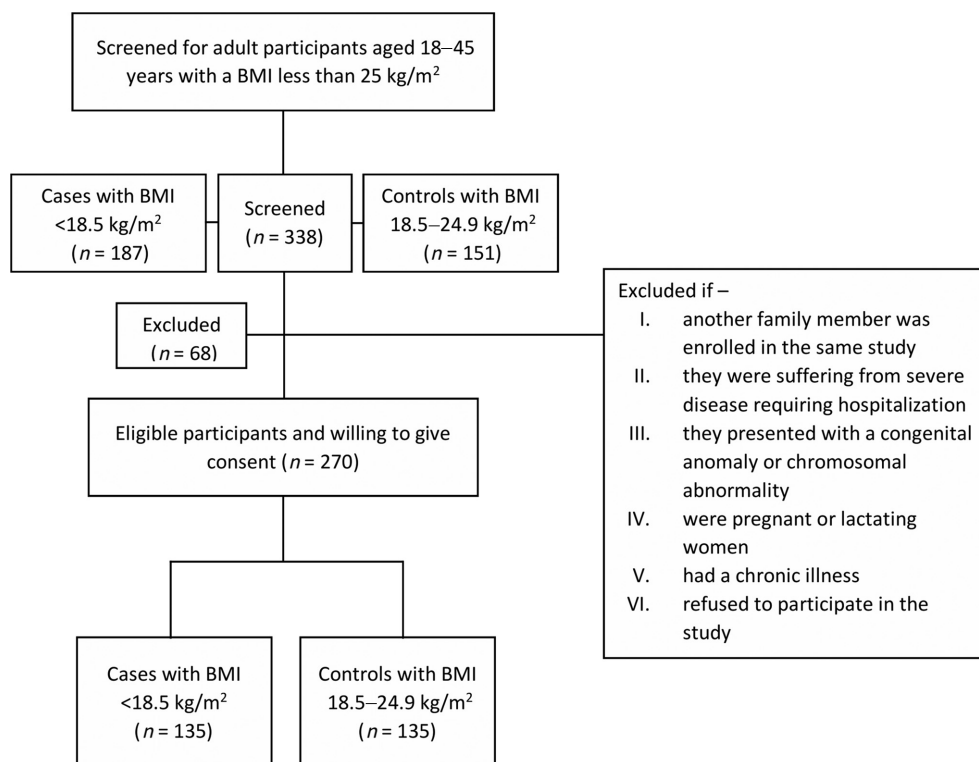 Screened for adult participants aged 18–45
years with a BMI less than 25 kg/m²
Cases with BMI
<18.5 kg/m²
(n = 187)
Screened
(n = 338)
Controls with BMI
18.5–24.9 kg/m²
(n = 151)
Excluded
(n = 68)
Excluded if –
I. another family member was
enrolled in the same study
II. they were suffering from severe
disease requiring hospitalization
III. they presented with a congenital
anomaly or chromosomal
abnormality
IV. were pregnant or lactating
women
V. had a chronic illness
VI. refused to participate in the
study
Eligible participants and willing to give
consent (n = 270)
Cases with BMI
<18.5 kg/m²
(n = 135)
Controls with BMI
18.5–24.9 kg/m²
(n = 135)